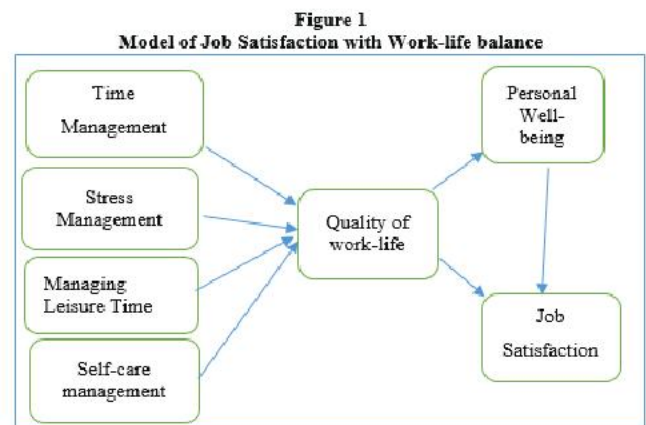 Figure 1
Model of Job Satisfaction with Work-life balance
Time
Management
Stress
Management
Managing
Leisure Time
Self-care
management
Quality of
work-life
Personal
Well-
being
Job
Satisfaction